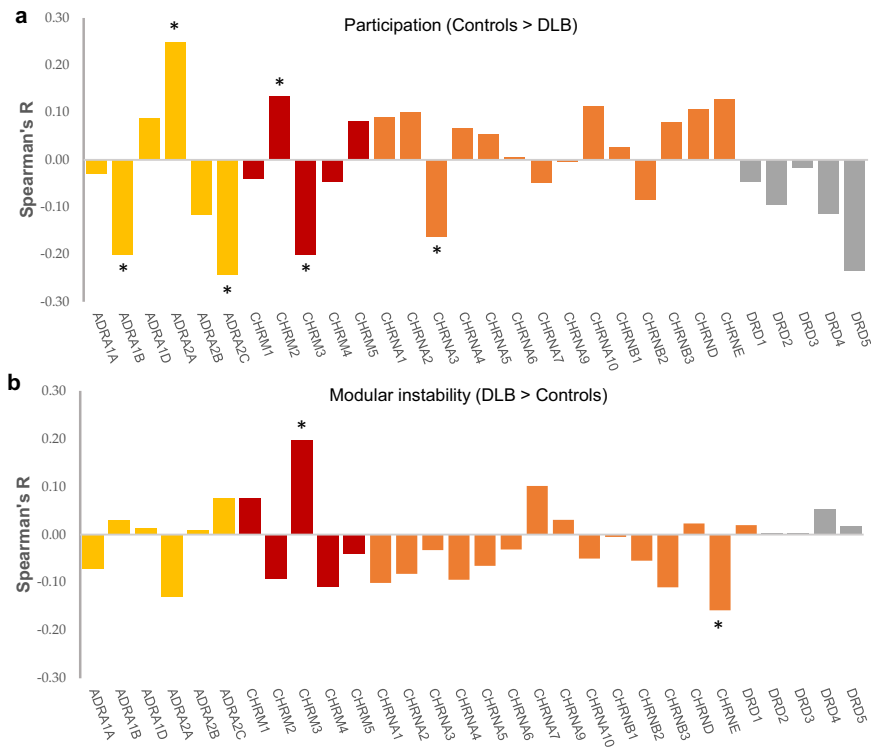 a
Participation (Controls > DLB)
Spearman's R
0.30
0.20
0.10
0.00
-0.10
-0.20
-0.30
*
*
*
*
*
*
ADRA1A
ADRA1B
ADRA1D
ADRA2A
ADRA2B
ADRA2C
CHRM1
CHRM2
CHRM3
CHRM4
CHRM5
CHRNA1
CHRNA2
CHRNA3
CHRNA4
CHRNA5
CHRNA6
CHRNA7
CHRNA9
CHRNA10
CHRNB1
CHRNB2
CHRNB3
CHRND
CHRNE
DRD1
DRD2
DRD3
DRD4
DRD5
b
Modular instability (DLB > Controls)
Spearman's R
0.30
0.20
0.10
0.00
-0.10
-0.20
-0.30
*
*
ADRA1A
ADRA1B
ADRA1D
ADRA2A
ADRA2B
ADRA2C
CHRM1
CHRM2
CHRM3
CHRM4
CHRM5
CHRNA1
CHRNA2
CHRNA3
CHRNA4
CHRNA5
CHRNA6
CHRNA7
CHRNA9
CHRNA10
CHRNB1
CHRNB2
CHRNB3
CHRND
CHRNE
DRD1
DRD2
DRD3
DRD4
DRD5